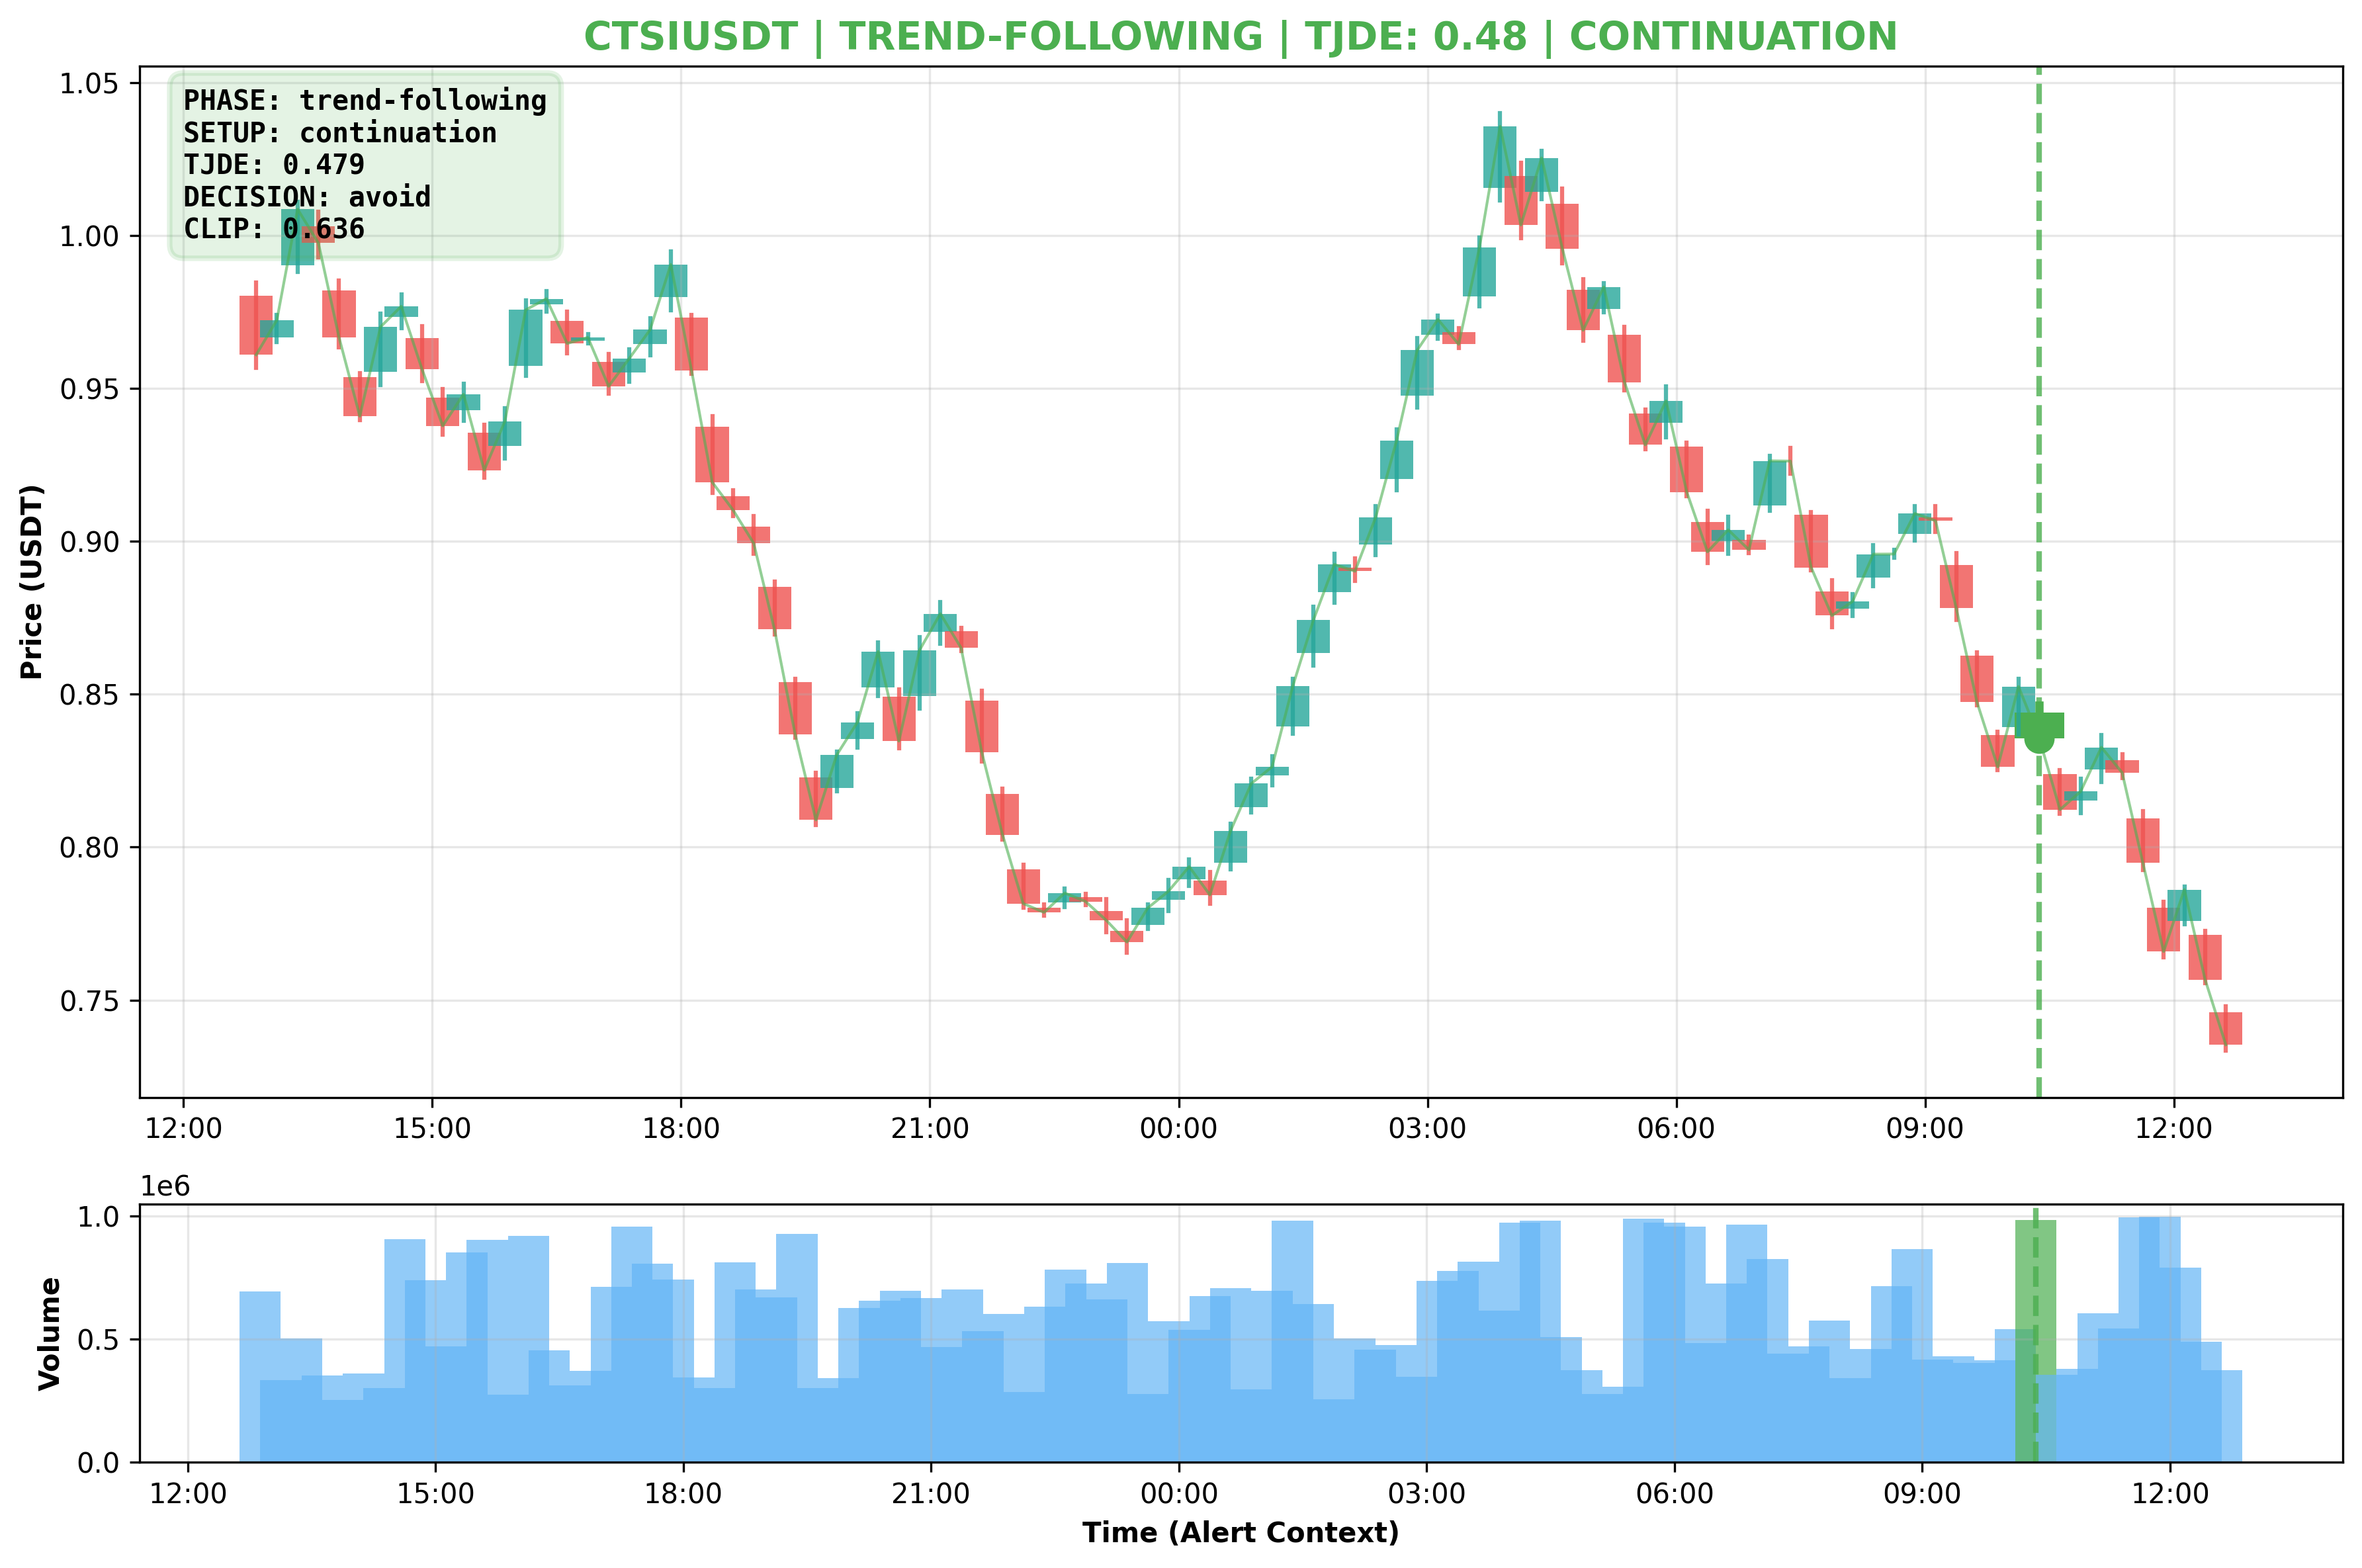 CTSIUSDT | TREND-FOLLOWING | TJDE: 0.48 | CONTINUATION
PHASE: trend-following
SETUP: continuation
TJDE: 0.479
DECISION: avoid
CLIP: 0.636
1.05
1.00
0.95
0.90
0.85
0.80
0.75
Price (USDT)
12:00 15:00 18:00 21:00 00:00 03:00 06:00 09:00 12:00
1e6
1.0
0.5
0.0
Volume
12:00 15:00 18:00 21:00 00:00 03:00 06:00 09:00 12:00
Time (Alert Context)